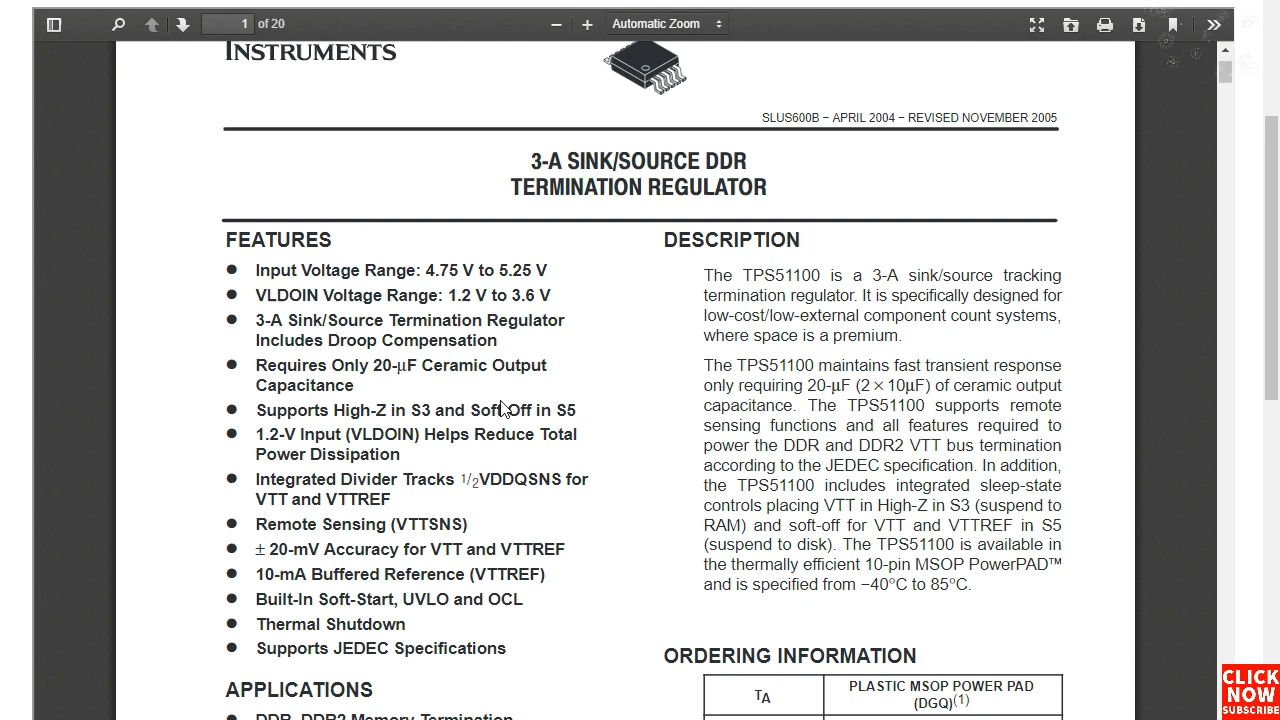 1 of 20
Automatic Zoom
INSTRUMENTS
SLUS600B − APRIL 2004 − REVISED NOVEMBER 2005
3-A SINK/SOURCE DDR
TERMINATION REGULATOR
FEATURES
● Input Voltage Range: 4.75 V to 5.25 V
● VLDOIN Voltage Range: 1.2 V to 3.6 V
● 3-A Sink/Source Termination Regulator
Includes Droop Compensation
● Requires Only 20-μF Ceramic Output
Capacitance
● Supports High-Z in S3 and Soft-Off in S5
● 1.2-V Input (VLDOIN) Helps Reduce Total
Power Dissipation
● Integrated Divider Tracks 1/2VDDQSNS for
VTT and VTTREF
● Remote Sensing (VTTSNS)
● ± 20-mV Accuracy for VTT and VTTREF
● 10-mA Buffered Reference (VTTREF)
● Built-In Soft-Start, UVLO and OCL
● Thermal Shutdown
● Supports JEDEC Specifications
APPLICATIONS
● DDR, DDR2 Memory Termination
DESCRIPTION
The TPS51100 is a 3-A sink/source tracking
termination regulator. It is specifically designed for
low-cost/low-external component count systems,
where space is a premium.
The TPS51100 maintains fast transient response
only requiring 20-μF (2 × 10μF) of ceramic output
capacitance. The TPS51100 supports remote
sensing functions and all features required to
power the DDR and DDR2 VTT bus termination
according to the JEDEC specification. In addition,
the TPS51100 includes integrated sleep-state
controls placing VTT in High-Z in S3 (suspend to
RAM) and soft-off for VTT and VTTREF in S5
(suspend to disk). The TPS51100 is available in
the thermally efficient 10-pin MSOP PowerPAD™
and is specified from −40°C to 85°C.
ORDERING INFORMATION
TA
PLASTIC MSOP POWER PAD
(DGQ)(1)
CLICK
NOW
SUBSCRIBE